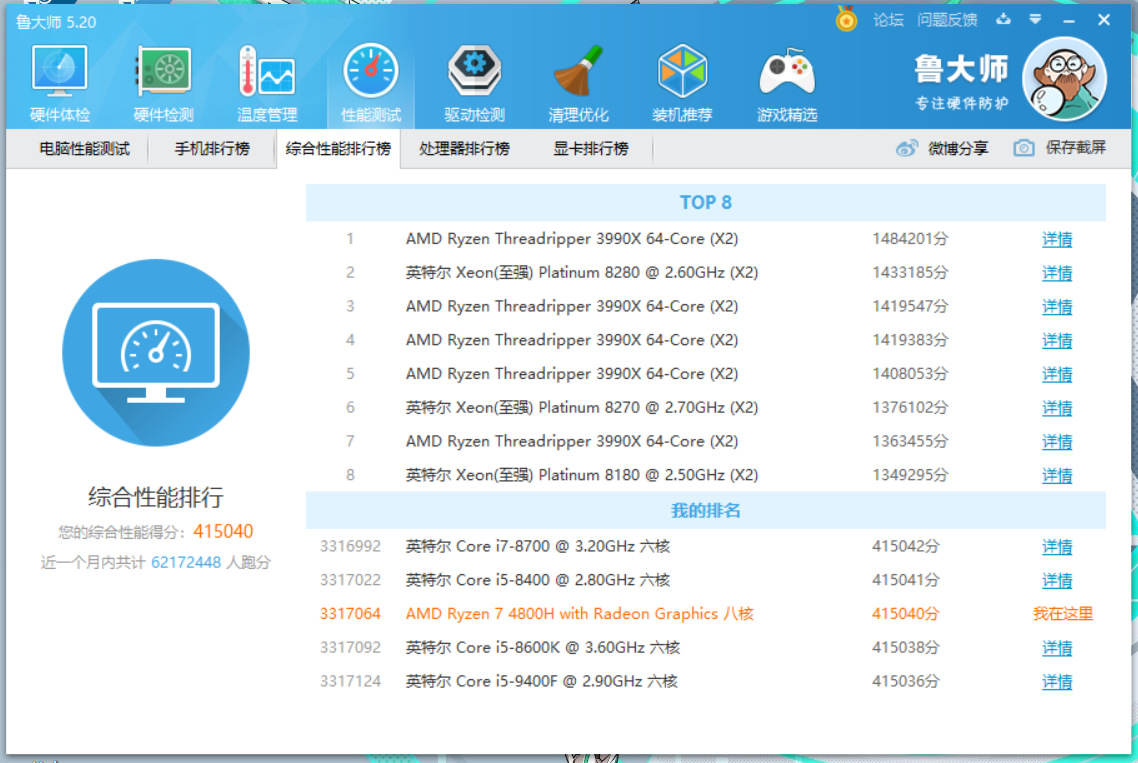 鲁大师 5.20
论坛 问题反馈
硬件体检 硬件检测 温度管理 性能测试 驱动检测 清理优化 装机推荐 游戏精选
鲁大师
专注硬件防护
电脑性能测试 手机排行榜 综合性能排行榜 处理器排行榜 显卡排行榜 微博分享 保存截屏
TOP 8
1 AMD Ryzen Threadripper 3990X 64-Core (X2) 1484201分 详情
2 英特尔 Xeon(至强) Platinum 8280 @ 2.60GHz (X2) 1433185分 详情
3 AMD Ryzen Threadripper 3990X 64-Core (X2) 1419547分 详情
4 AMD Ryzen Threadripper 3990X 64-Core (X2) 1419383分 详情
5 AMD Ryzen Threadripper 3990X 64-Core (X2) 1408053分 详情
6 英特尔 Xeon(至强) Platinum 8270 @ 2.70GHz (X2) 1376102分 详情
7 AMD Ryzen Threadripper 3990X 64-Core (X2) 1363455分 详情
8 英特尔 Xeon(至强) Platinum 8180 @ 2.50GHz (X2) 1349295分 详情
综合性能排行
您的综合性能得分：415040
近一个月内共计 62172448 人跑分
我的排名
3316992 英特尔 Core i7-8700 @ 3.20GHz 六核 415042分 详情
3317022 英特尔 Core i5-8400 @ 2.80GHz 六核 415041分 详情
3317064 AMD Ryzen 7 4800H with Radeon Graphics 八核 415040分 我在这里
3317092 英特尔 Core i5-8600K @ 3.60GHz 六核 415038分 详情
3317124 英特尔 Core i5-9400F @ 2.90GHz 六核 415036分 详情